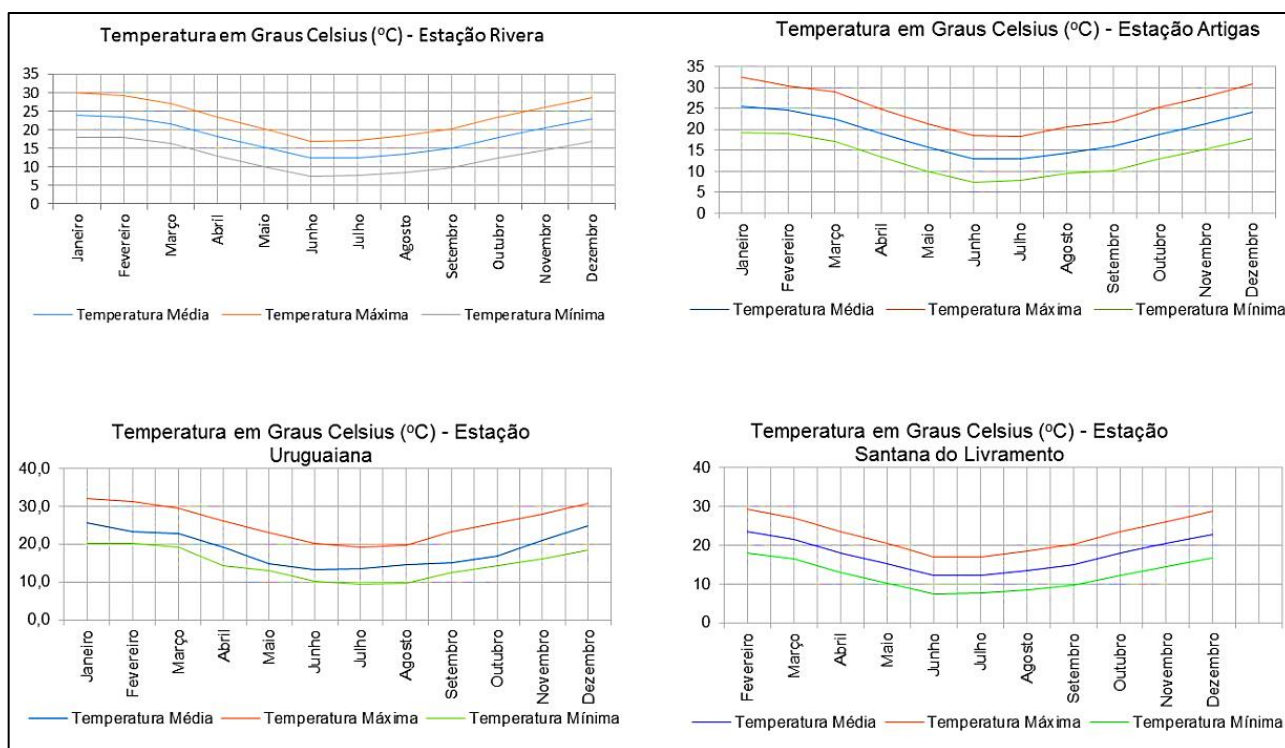 Temperatura em Graus Celsius (ºC) - Estação Rivera
35
30
25
20
15
10
5
0
Janeiro
Fevereiro
Março
Abril
Maio
Junho
Julho
Agosto
Setembro
Outubro
Novembro
Dezembro
Temperatura Média Temperatura Máxima Temperatura Mínima
Temperatura em Graus Celsius (ºC) - Estação Artigas
35
30
25
20
15
10
5
0
Janeiro
Fevereiro
Março
Abril
Maio
Junho
Julho
Agosto
Setembro
Outubro
Novembro
Dezembro
Temperatura Média Temperatura Máxima Temperatura Mínima
Temperatura em Graus Celsius (ºC) - Estação
Uruguaiana
40,0
30,0
20,0
10,0
0,0
Janeiro
Fevereiro
Março
Abril
Maio
Junho
Julho
Agosto
Setembro
Outubro
Novembro
Dezembro
Temperatura Média Temperatura Máxima Temperatura Mínima
Temperatura em Graus Celsius (ºC) - Estação
Santana do Livramento
40
30
20
10
0
Fevereiro
Março
Abril
Maio
Junho
Julho
Agosto
Setembro
Outubro
Novembro
Dezembro
Temperatura Média Temperatura Máxima Temperatura Mínima